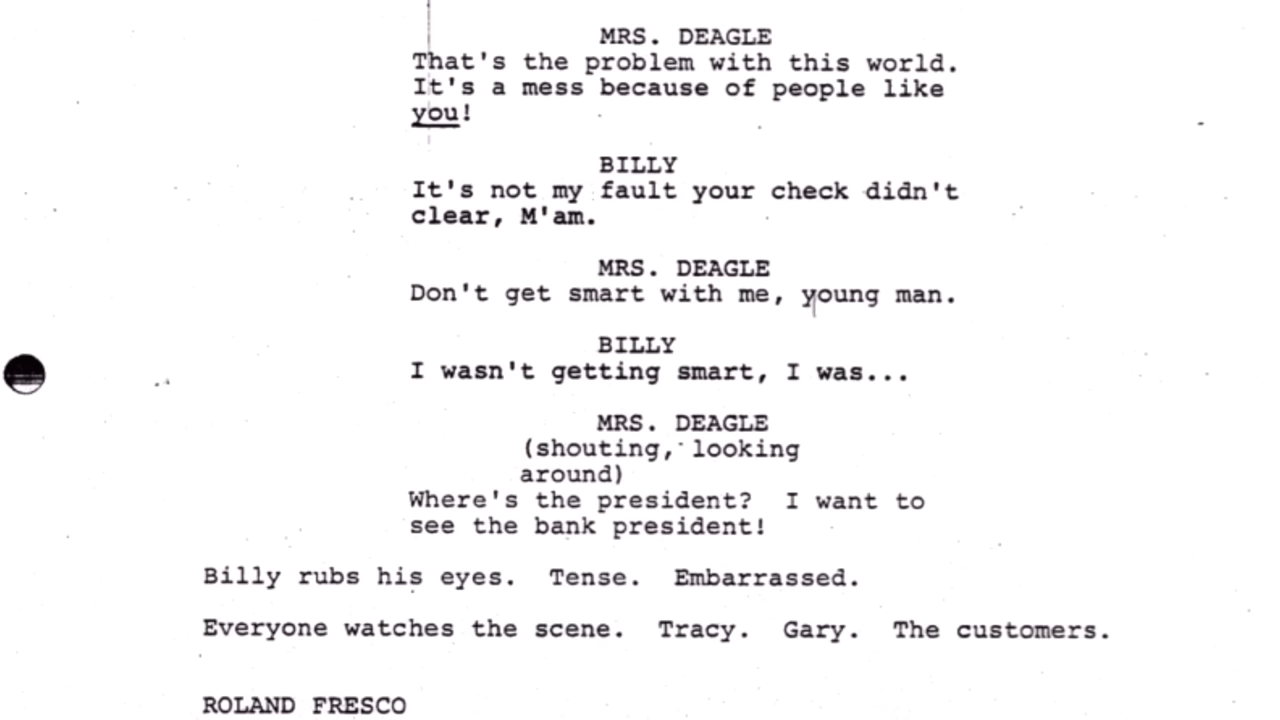 MRS. DEAGLE
That's the problem with this world.
It's a mess because of people like
you!
BILLY
It's not my fault your check didn't
clear, M'am.
MRS. DEAGLE
Don't get smart with me, young man.
BILLY
I wasn't getting smart, I was...
MRS. DEAGLE
(shouting, looking
around)
Where's the president?  I want to
see the bank president!
Billy rubs his eyes.  Tense.  Embarrassed.
Everyone watches the scene.  Tracy.  Gary.  The customers.
ROLAND FRESCO